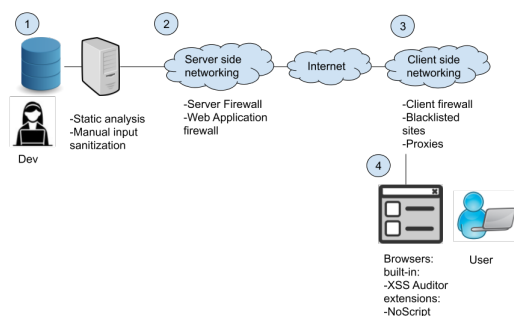 1
2
3
Server side
networking
Internet
Client side
networking
-Static analysis
-Manual input
sanitization
Dev
-Server Firewall
-Web Application
firewall
-Client firewall
-Blacklisted
sites
-Proxies
4
Browsers:
built-in:
-XSS Auditor
extensions:
-NoScript
User